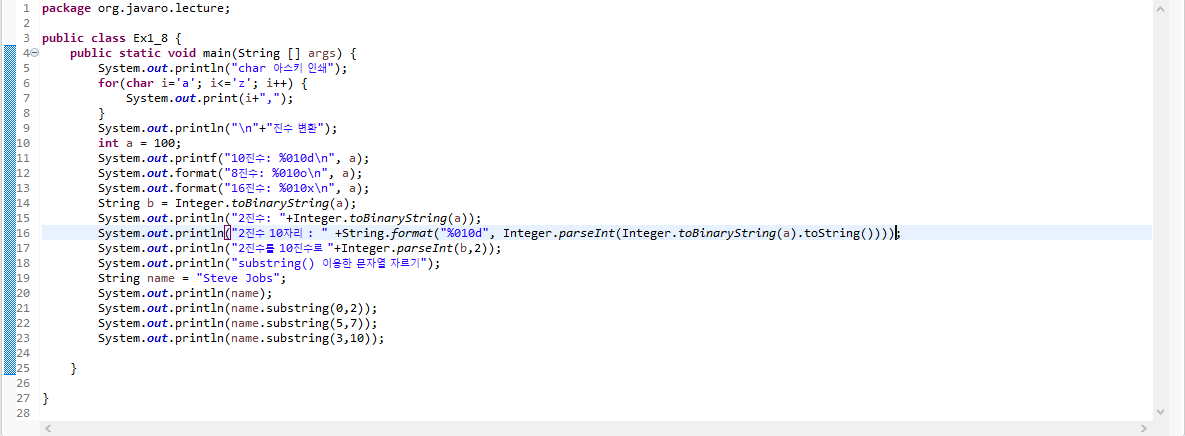 1 package org.javaro.lecture;
2
3 public class Ex1_8 {
4 public static void main(String [] args) {
5 System.out.println("char 아스키 인쇄");
6 for(char i='a'; i<='z'; i++) {
7 System.out.print(i+",");
8 }
9 System.out.println("\n"+"진수 변환");
10 int a = 100;
11 System.out.printf("10진수: %010d\n", a);
12 System.out.format("8진수: %010o\n", a);
13 System.out.format("16진수: %010x\n", a);
14 String b = Integer.toBinaryString(a);
15 System.out.println("2진수: "+Integer.toBinaryString(a));
16 System.out.println("2진수 10자리 : " +String.format("%010d", Integer.parseInt(Integer.toBinaryString(a).toString())));
17 System.out.println("2진수를 10진수로 "+Integer.parseInt(b,2));
18 System.out.println("substring() 이용한 문자열 자르기");
19 String name = "Steve Jobs";
20 System.out.println(name);
21 System.out.println(name.substring(0,2));
22 System.out.println(name.substring(5,7));
23 System.out.println(name.substring(3,10));
24
25 }
26
27 }
28